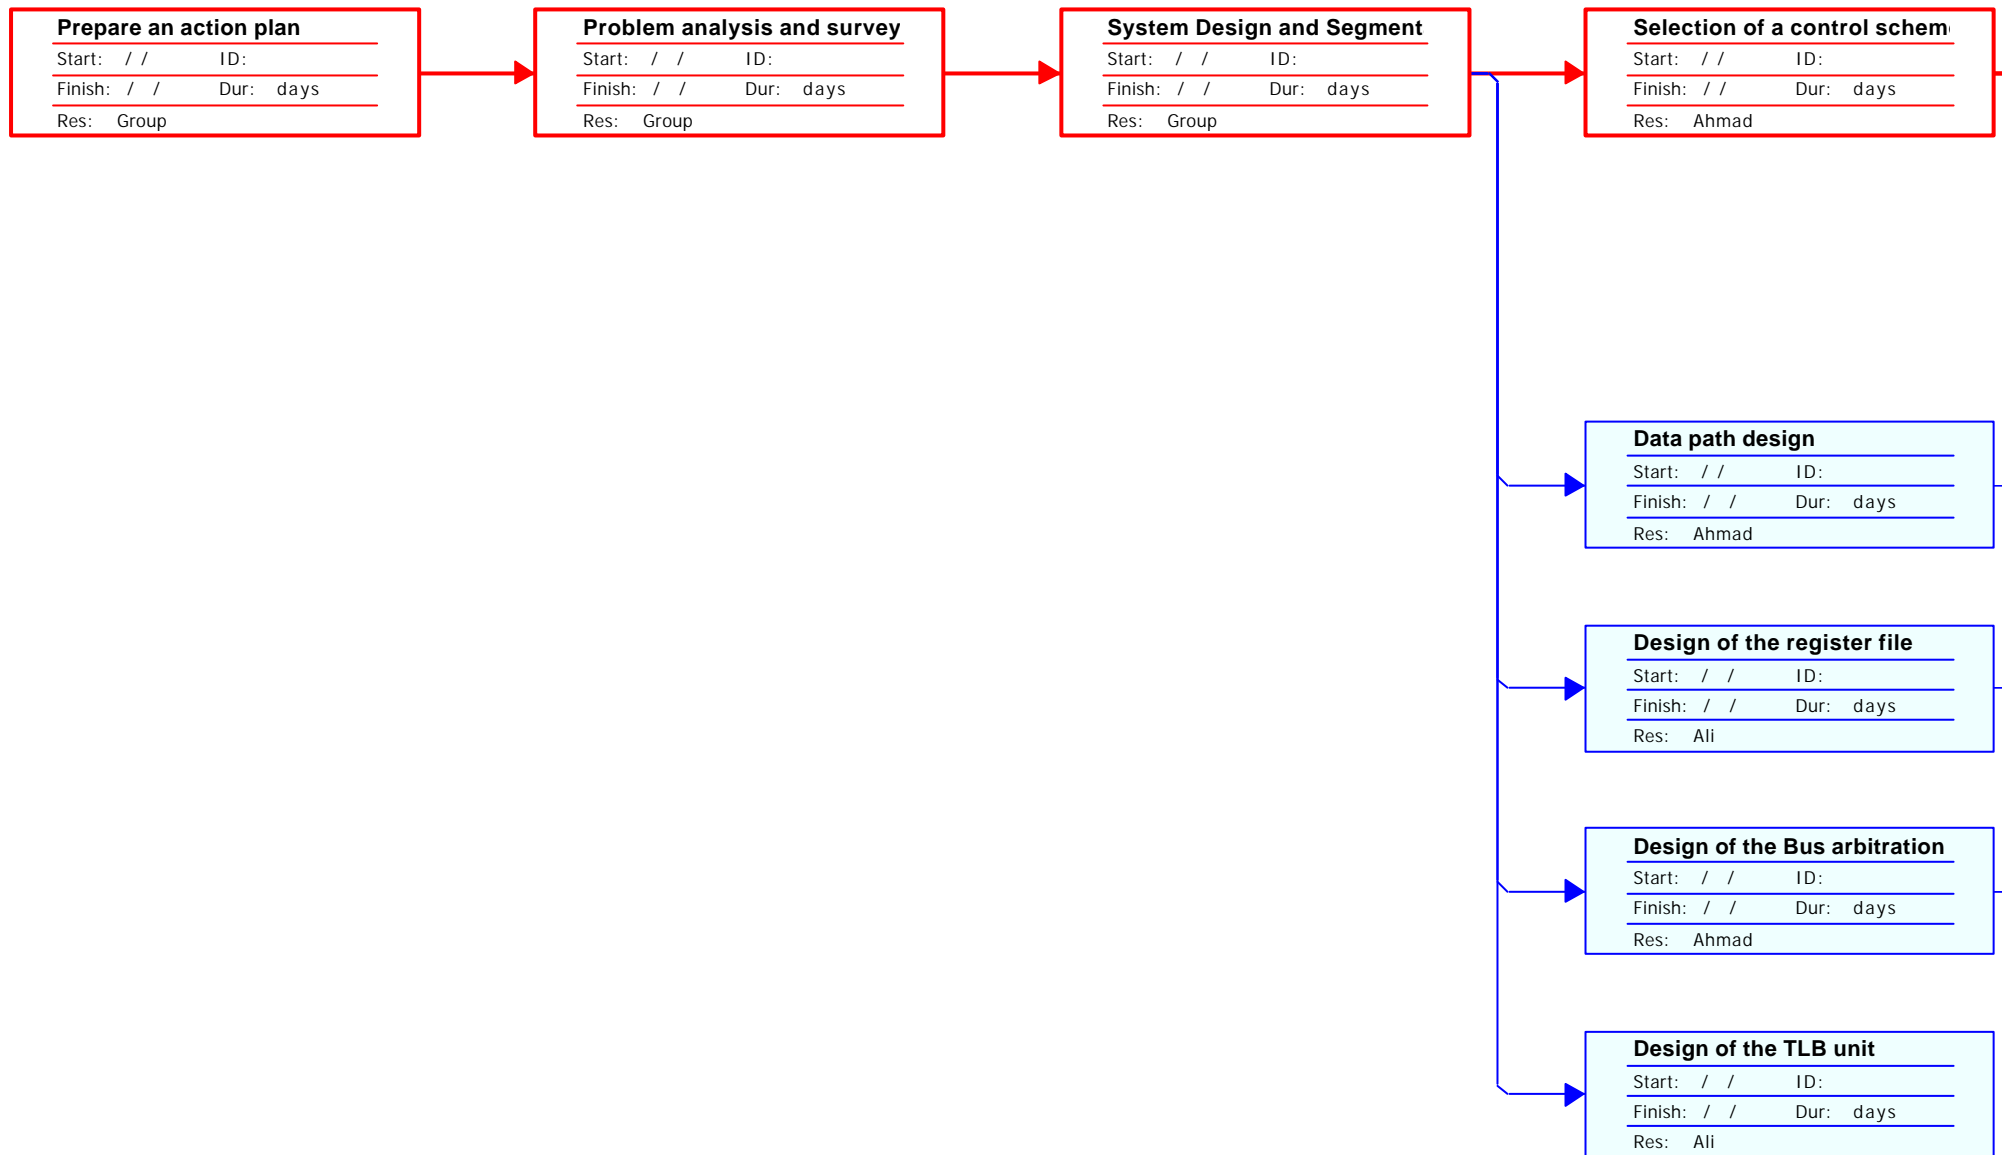 Prepare an action plan
Start: / / ID:
Finish: / / Dur: days
Res: Group
Problem analysis and survey
Start: / / ID:
Finish: / / Dur: days
Res: Group
System Design and Segment
Start: / / ID:
Finish: / / Dur: days
Res: Group
Selection of a control schem
Start: / / ID:
Finish: / / Dur: days
Res: Ahmad
Data path design
Start: / / ID:
Finish: / / Dur: days
Res: Ahmad
Design of the register file
Start: / / ID:
Finish: / / Dur: days
Res: Ali
Design of the Bus arbitration
Start: / / ID:
Finish: / / Dur: days
Res: Ahmad
Design of the TLB unit
Start: / / ID:
Finish: / / Dur: days
Res: Ali